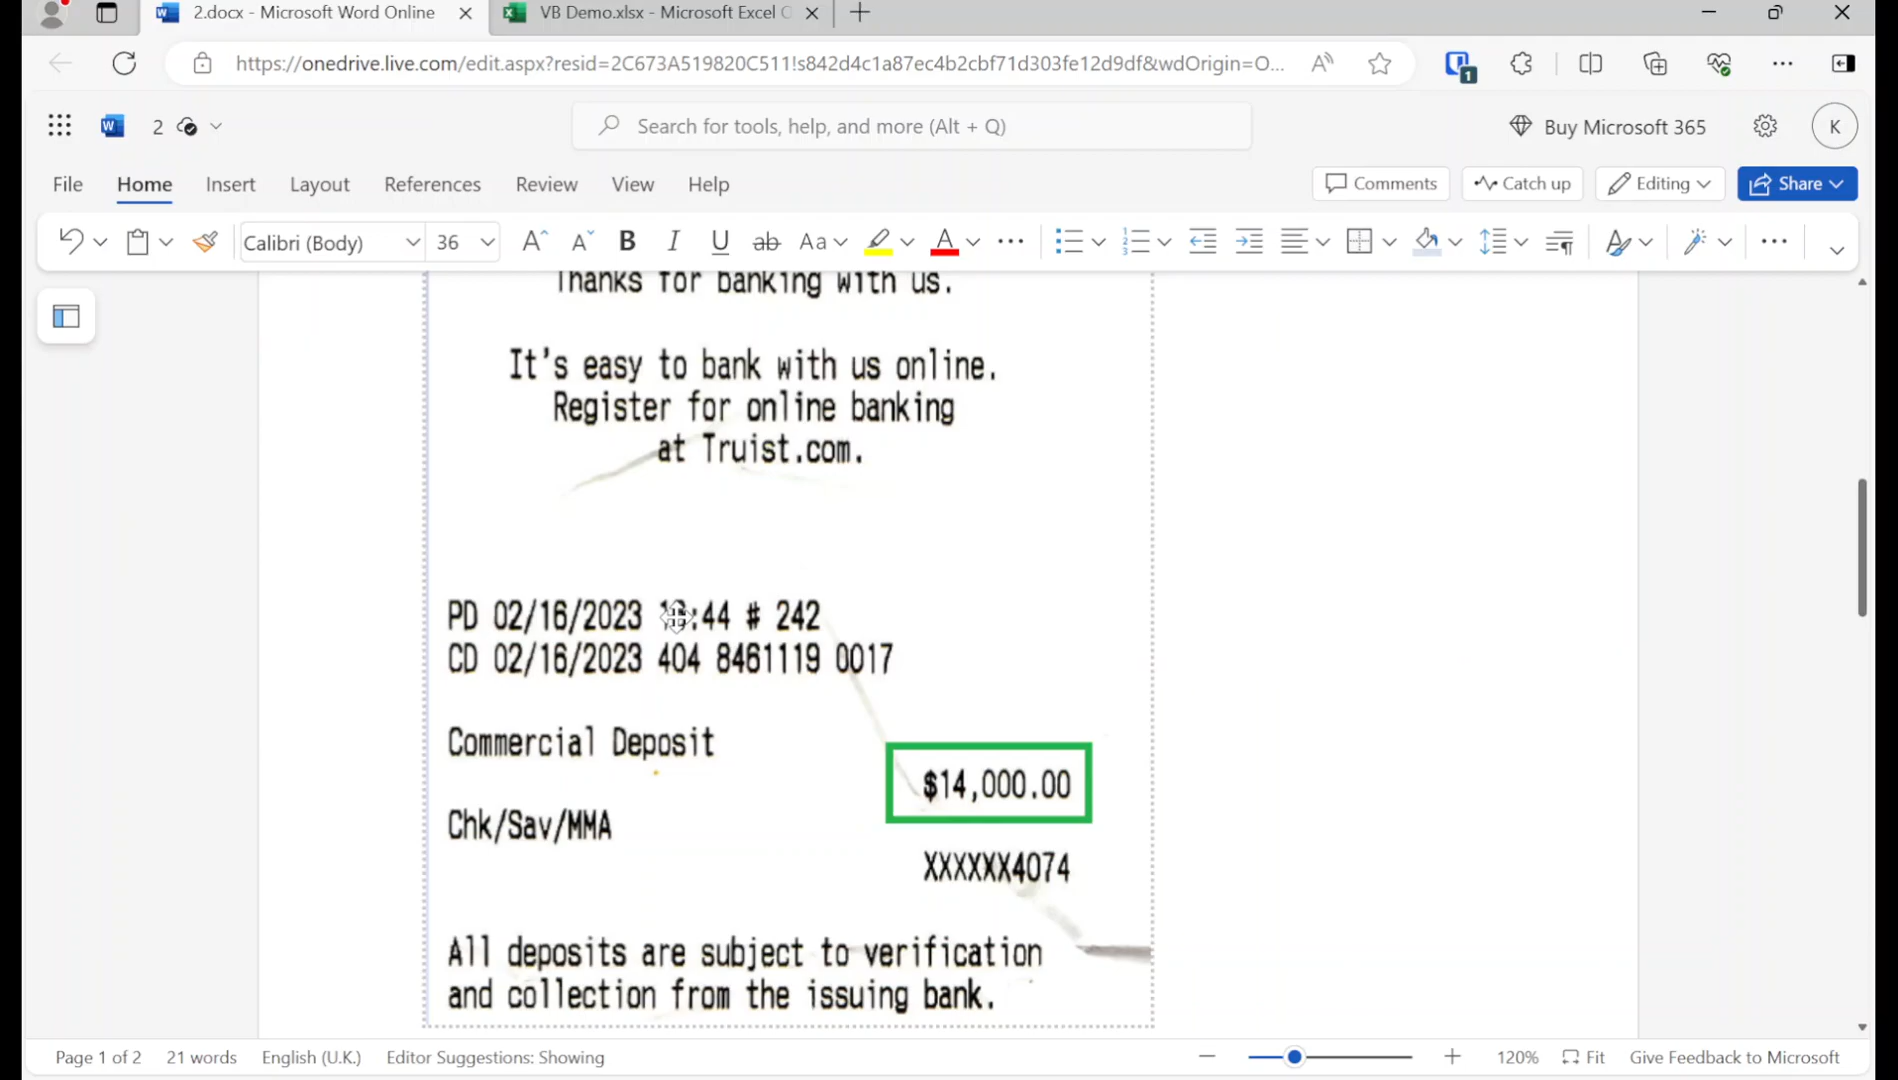 2.docx - Microsoft Word Online
VB Demo.xlsx - Microsoft Excel O
https://onedrive.live.com/edit.aspx?resid=2C673A519820C511!s842d4c1a87ec4b2cbf71d303fe12d9df&wdOrigin=O...
1
2
Search for tools, help, and more (Alt + Q)
Buy Microsoft 365
K
File Home Insert Layout References Review View Help
Comments Catch up Editing Share
Calibri (Body) 36
Thanks for banking with us.
It's easy to bank with us online.
Register for online banking
at Truist.com.
PD 02/16/2023 :44 # 242
CD 02/16/2023 404 8461119 0017
Commercial Deposit
$14,000.00
Chk/Sav/MMA
XXXXXX4074
All deposits are subject to verification
and collection from the issuing bank.
Page 1 of 2 21 words English (U.K.) Editor Suggestions: Showing 120% Fit Give Feedback to Microsoft